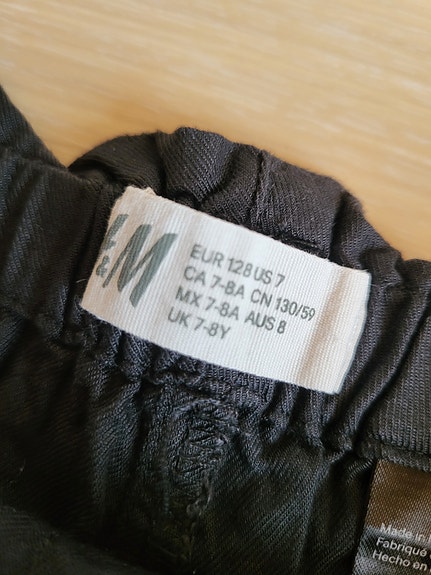 &M
EUR 128 US 7
CA 7-8A CN 130/59
MX 7-8A AUS 8
UK 7-8Y
Made in
Fabriqué
Hecho en